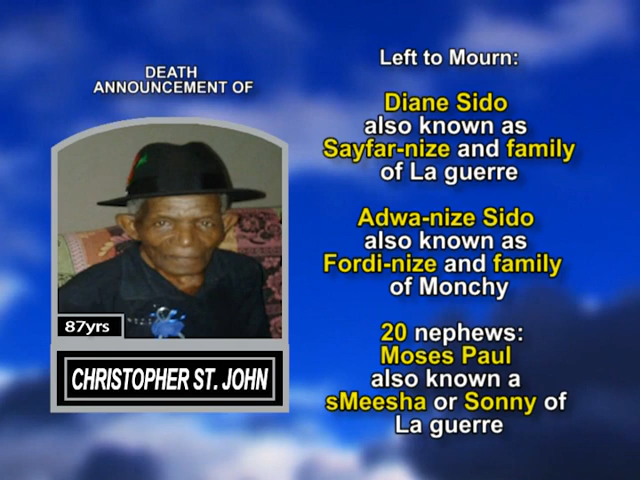 DEATH
ANNOUNCEMENT OF
87yrs
CHRISTOPHER ST. JOHN
Left to Mourn:
Diane Sido
also known as
Sayfar-nize and family
of La guerre
Adwa-nize Sido
also known as
Fordi-nize and family
of Monchy
20 nephews:
Moses Paul
also known a
sMeesha or Sonny of
La guerre